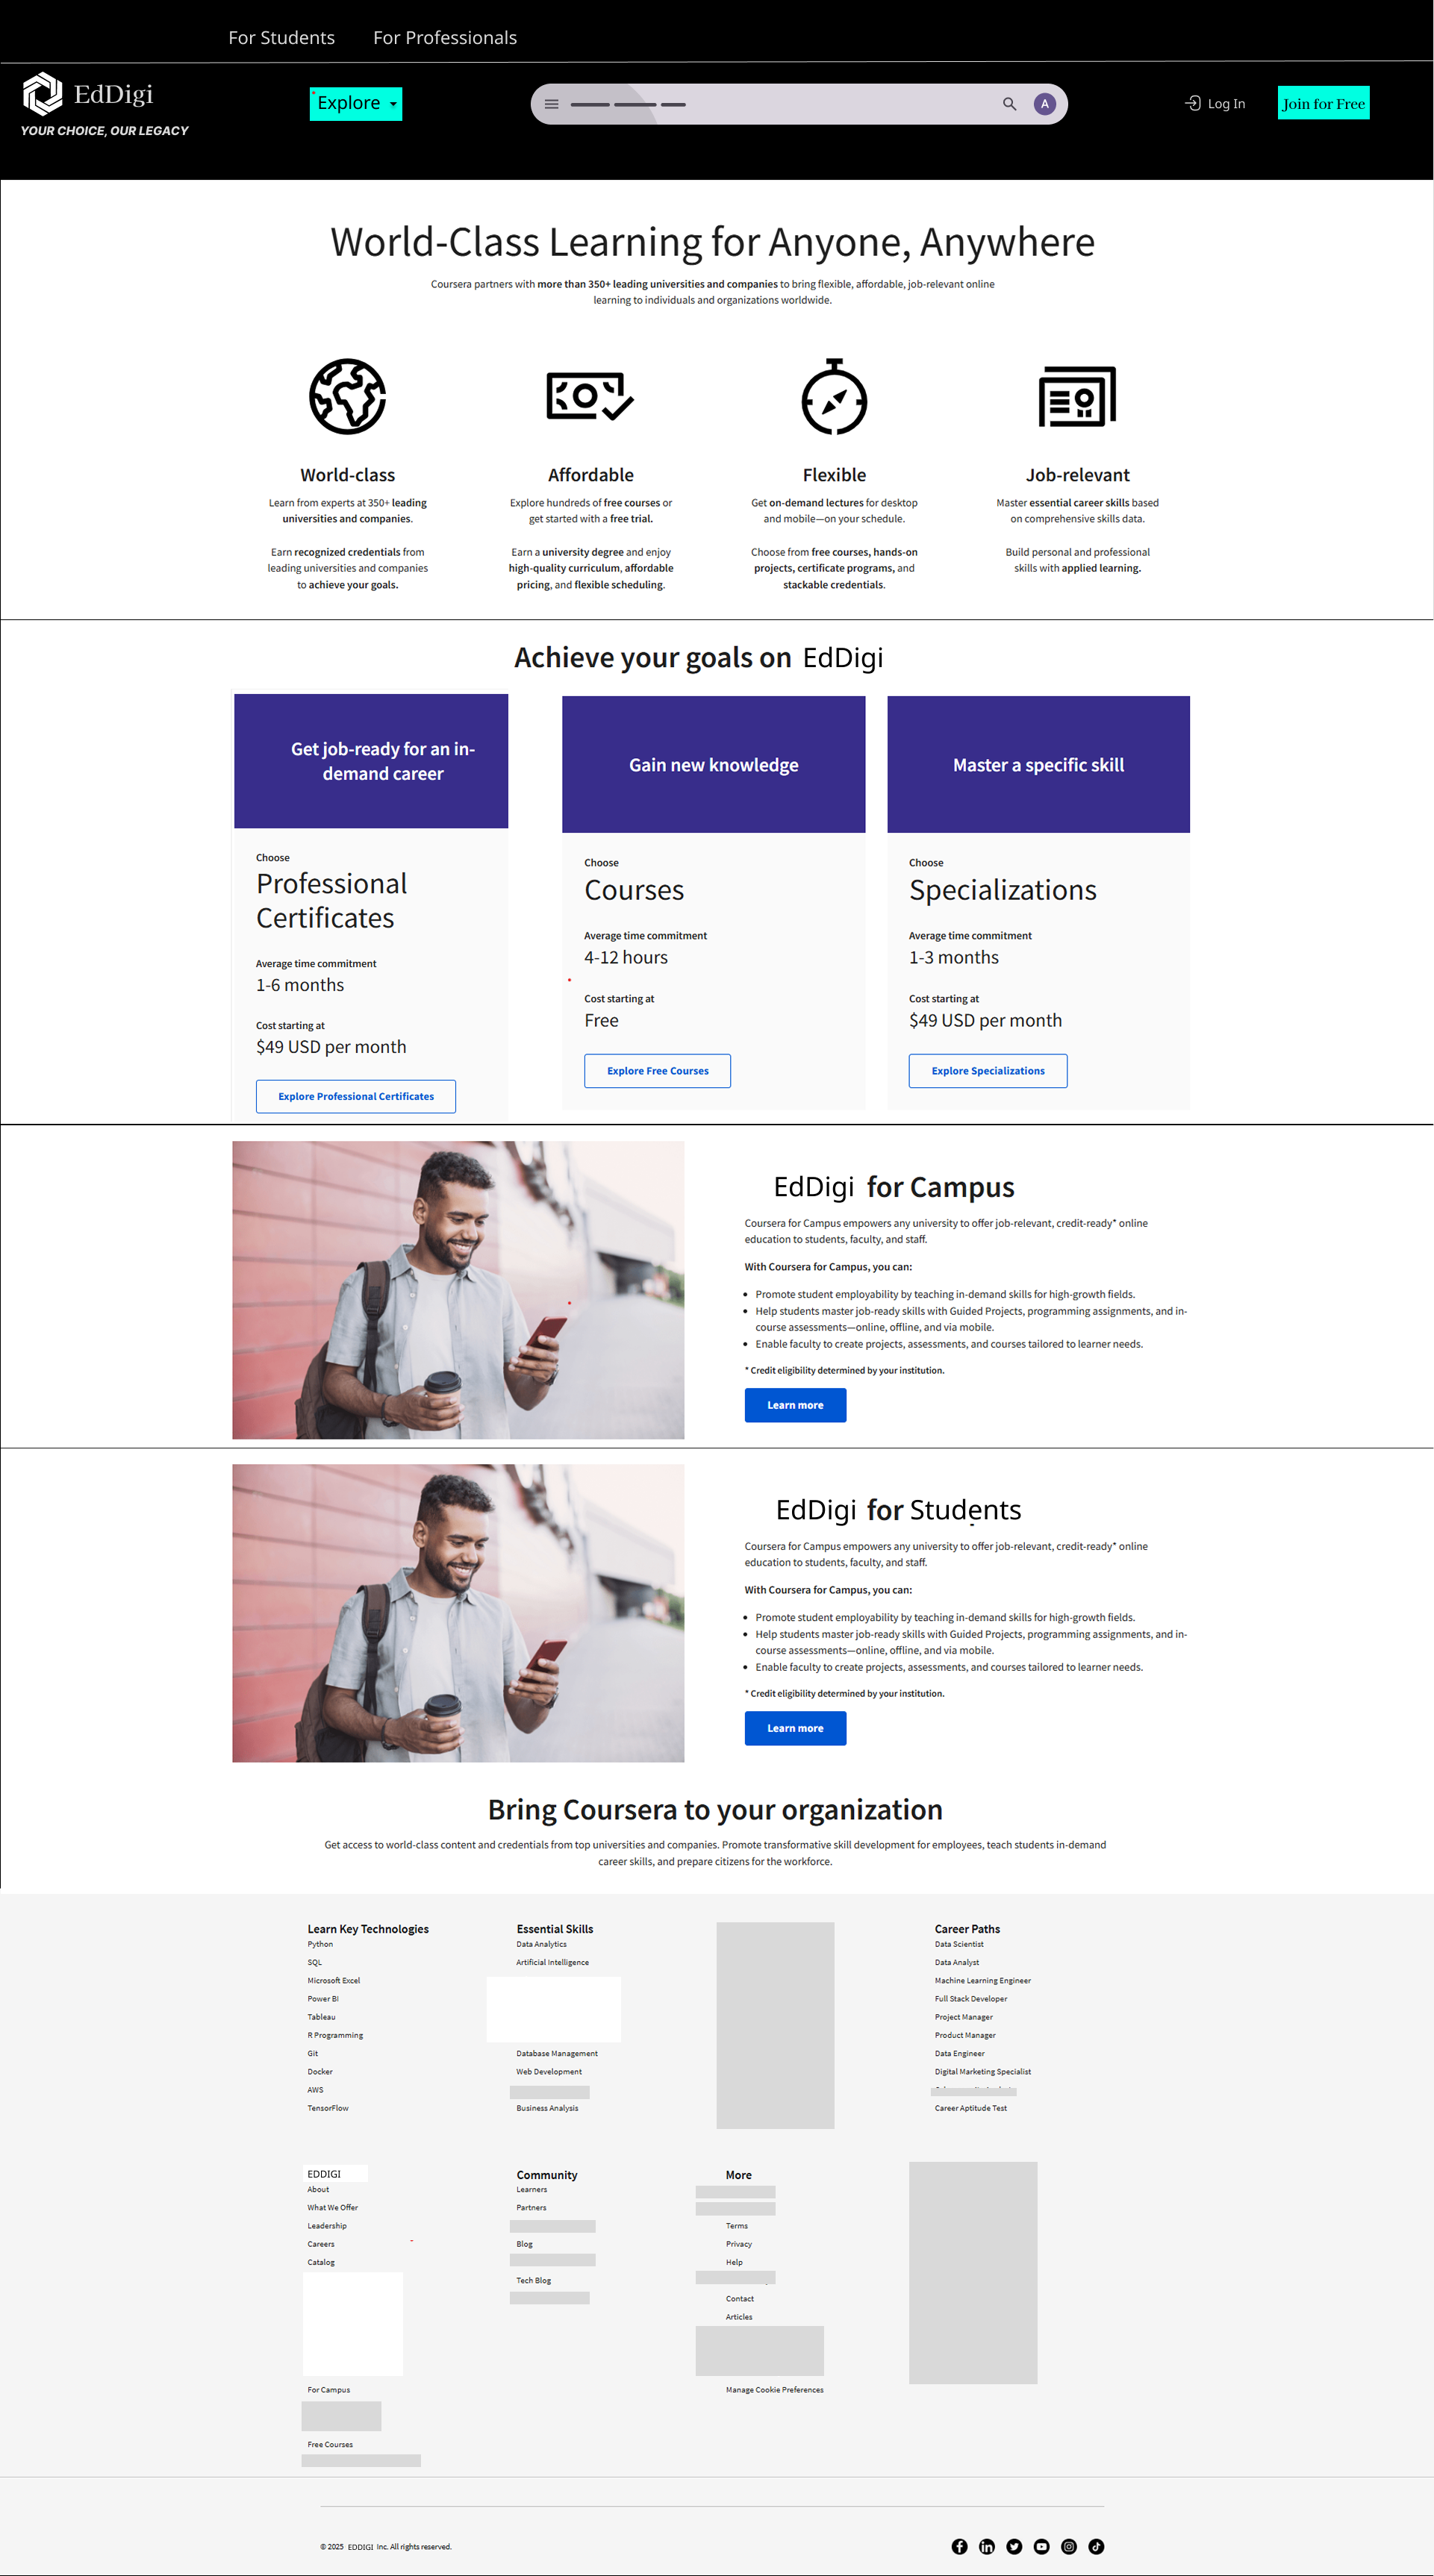 For Students For Professionals
EdDigi
YOUR CHOICE, OUR LEGACY
Explore
A
Log In
Join for Free
World-Class Learning for Anyone, Anywhere
Coursera partners with more than 350+ leading universities and companies to bring flexible, affordable, job-relevant online
learning to individuals and organizations worldwide.
World-class
Learn from experts at 350+ leading
universities and companies.
Earn recognized credentials from
leading universities and companies
to achieve your goals.
Affordable
Explore hundreds of free courses or
get started with a free trial.
Earn a university degree and enjoy
high-quality curriculum, affordable
pricing, and flexible scheduling.
Flexible
Get on-demand lectures for desktop
and mobile—on your schedule.
Choose from free courses, hands-on
projects, certificate programs, and
stackable credentials.
Job-relevant
Master essential career skills based
on comprehensive skills data.
Build personal and professional
skills with applied learning.
Achieve your goals on EdDigi
Get job-ready for an in-
demand career
Choose
Professional
Certificates
Average time commitment
1-6 months
Cost starting at
$49 USD per month
Explore Professional Certificates
Gain new knowledge
Choose
Courses
Average time commitment
4-12 hours
Cost starting at
Free
Explore Free Courses
Master a specific skill
Choose
Specializations
Average time commitment
1-3 months
Cost starting at
$49 USD per month
Explore Specializations
EdDigi for Campus
Coursera for Campus empowers any university to offer job-relevant, credit-ready* online
education to students, faculty, and staff.
With Coursera for Campus, you can:
• Promote student employability by teaching in-demand skills for high-growth fields.
• Help students master job-ready skills with Guided Projects, programming assignments, and in-
course assessments—online, offline, and via mobile.
• Enable faculty to create projects, assessments, and courses tailored to learner needs.
* Credit eligibility determined by your institution.
Learn more
EdDigi for Students
Coursera for Campus empowers any university to offer job-relevant, credit-ready* online
education to students, faculty, and staff.
With Coursera for Campus, you can:
• Promote student employability by teaching in-demand skills for high-growth fields.
• Help students master job-ready skills with Guided Projects, programming assignments, and in-
course assessments—online, offline, and via mobile.
• Enable faculty to create projects, assessments, and courses tailored to learner needs.
* Credit eligibility determined by your institution.
Learn more
Bring Coursera to your organization
Get access to world-class content and credentials from top universities and companies. Promote transformative skill development for employees, teach students in-demand
career skills, and prepare citizens for the workforce.
Learn Key Technologies
Python
SQL
Microsoft Excel
Power BI
Tableau
R Programming
Git
Docker
AWS
TensorFlow
Essential Skills
Data Analytics
Artificial Intelligence
Database Management
Web Development
Business Analysis
Career Paths
Data Scientist
Data Analyst
Machine Learning Engineer
Full Stack Developer
Project Manager
Product Manager
Data Engineer
Digital Marketing Specialist
Career Aptitude Test
EDDIGI
About
What We Offer
Leadership
Careers
Catalog
For Campus
Free Courses
Community
Learners
Partners
Blog
Tech Blog
More
Terms
Privacy
Help
Contact
Articles
Manage Cookie Preferences
© 2025 EDDIGI Inc. All rights reserved.